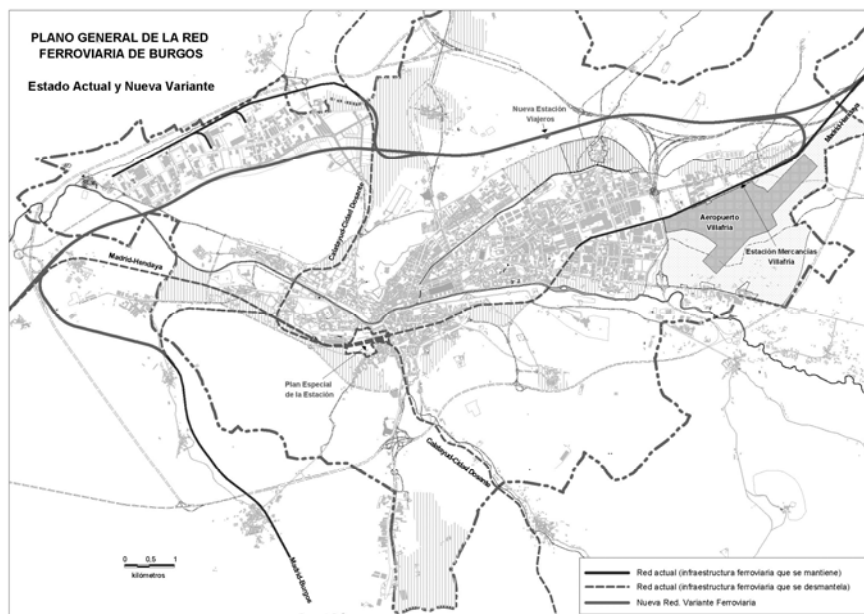 PLANO GENERAL DE LA RED
FERROVIARIA DE BURGOS
Estado Actual y Nueva Variante
Nueva Estación
Viajeros
Madrid-Hendaya
Calatayud-Cidad Dosante
Aeropuerto
Villafría
Estación Mercancías
Villafría
Madrid-Hendaya
Plan Especial
de la Estación
Calatayud-Cidad Dosante
Madrid-Burgos
0 0,5 1
kilómetros
Red actual (infraestructura ferroviaria que se mantiene)
Red actual (infraestructura ferroviaria que se desmantela)
Nueva Red. Variante Ferroviaria